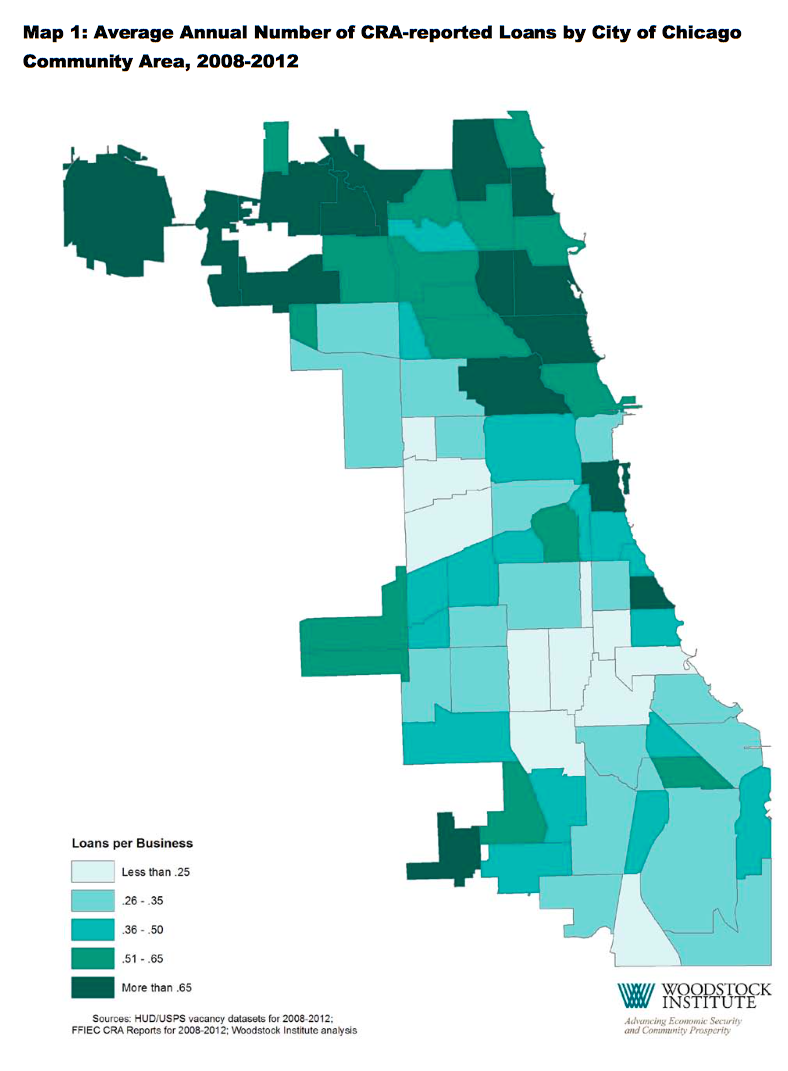 Map 1: Average Annual Number of CRA-reported Loans by City of Chicago
Community Area, 2008-2012
Loans per Business
Less than .25
.26 - .35
.36 - .50
.51 - .65
More than .65
Sources: HUD/USPS vacancy datasets for 2008-2012;
FFIEC CRA Reports for 2008-2012; Woodstock Institute analysis
WOODSTOCK
INSTITUTE
Advancing Economic Security
and Community Prosperity